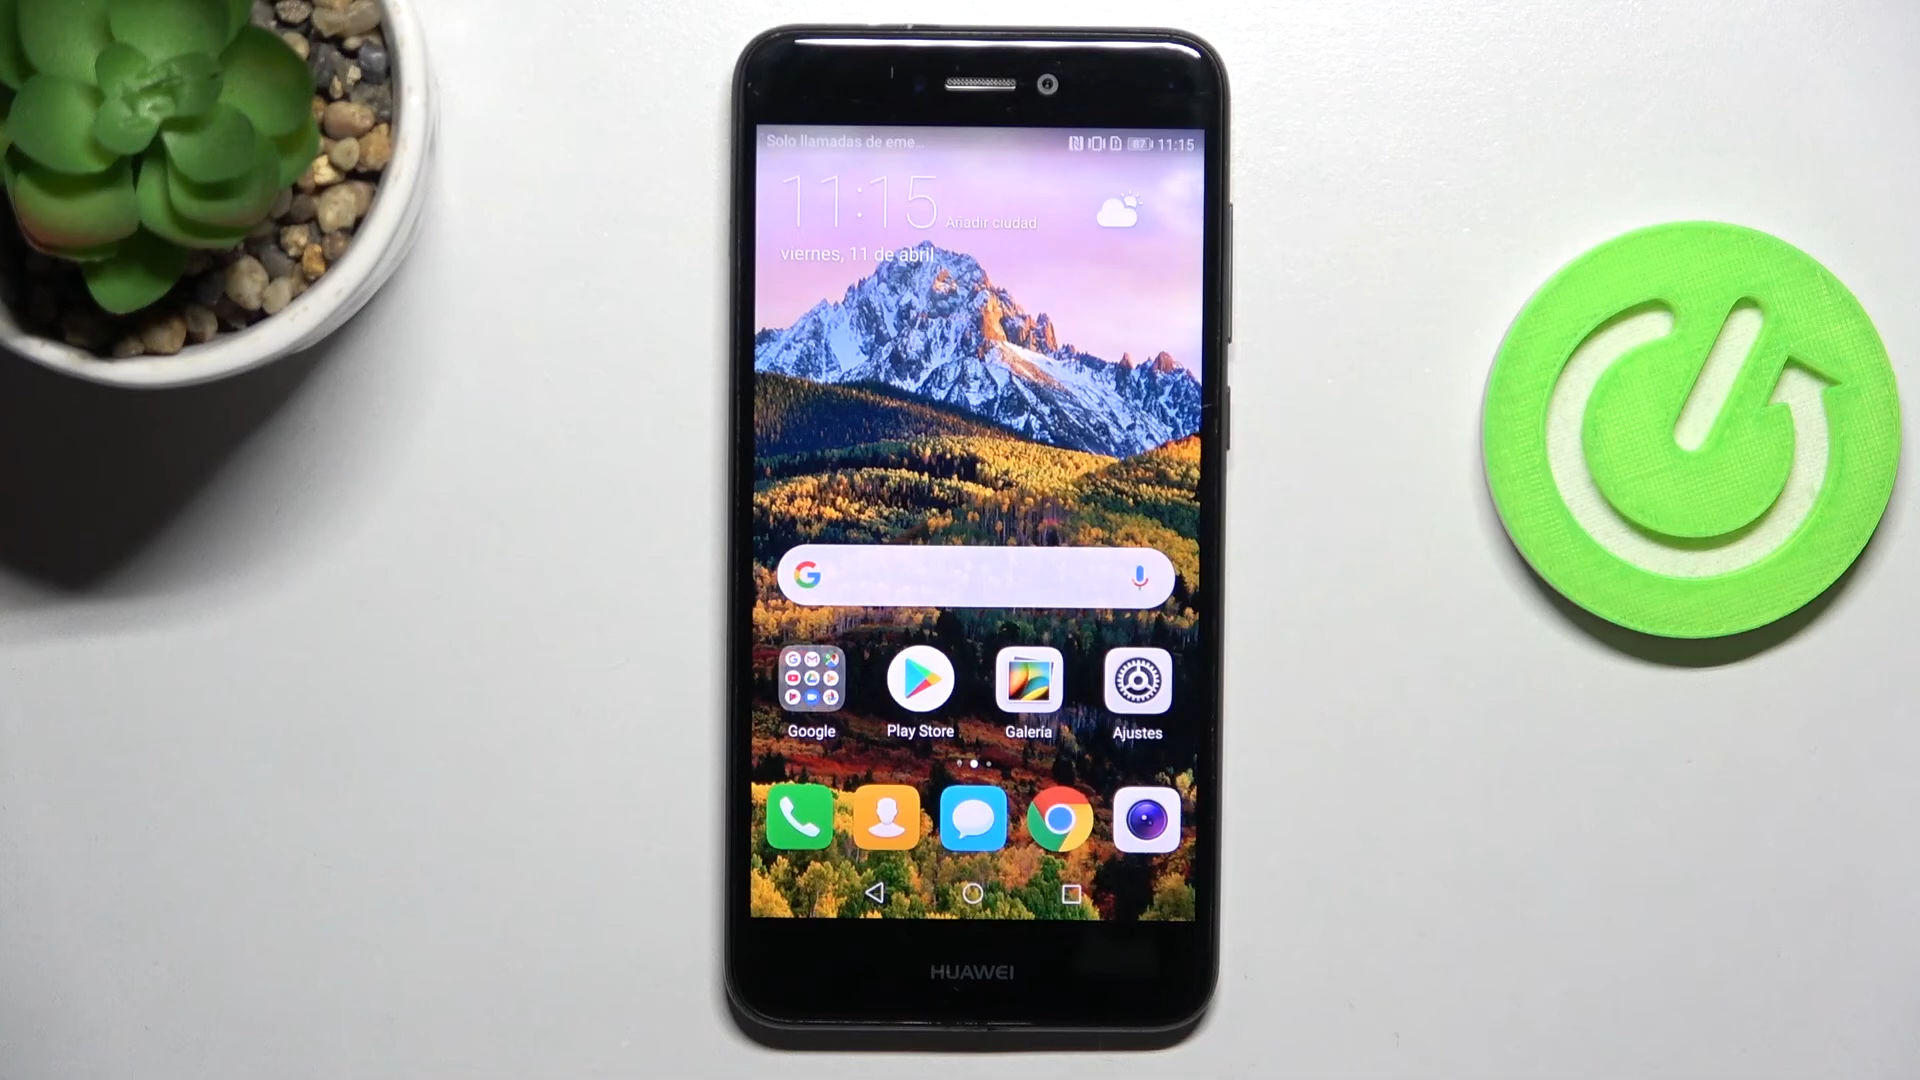 Solo llamadas de eme...
87 11:15
11:15 Añadir ciudad
viernes, 11 de abril
Google
Play Store
Galería
Ajustes
HUAWEI